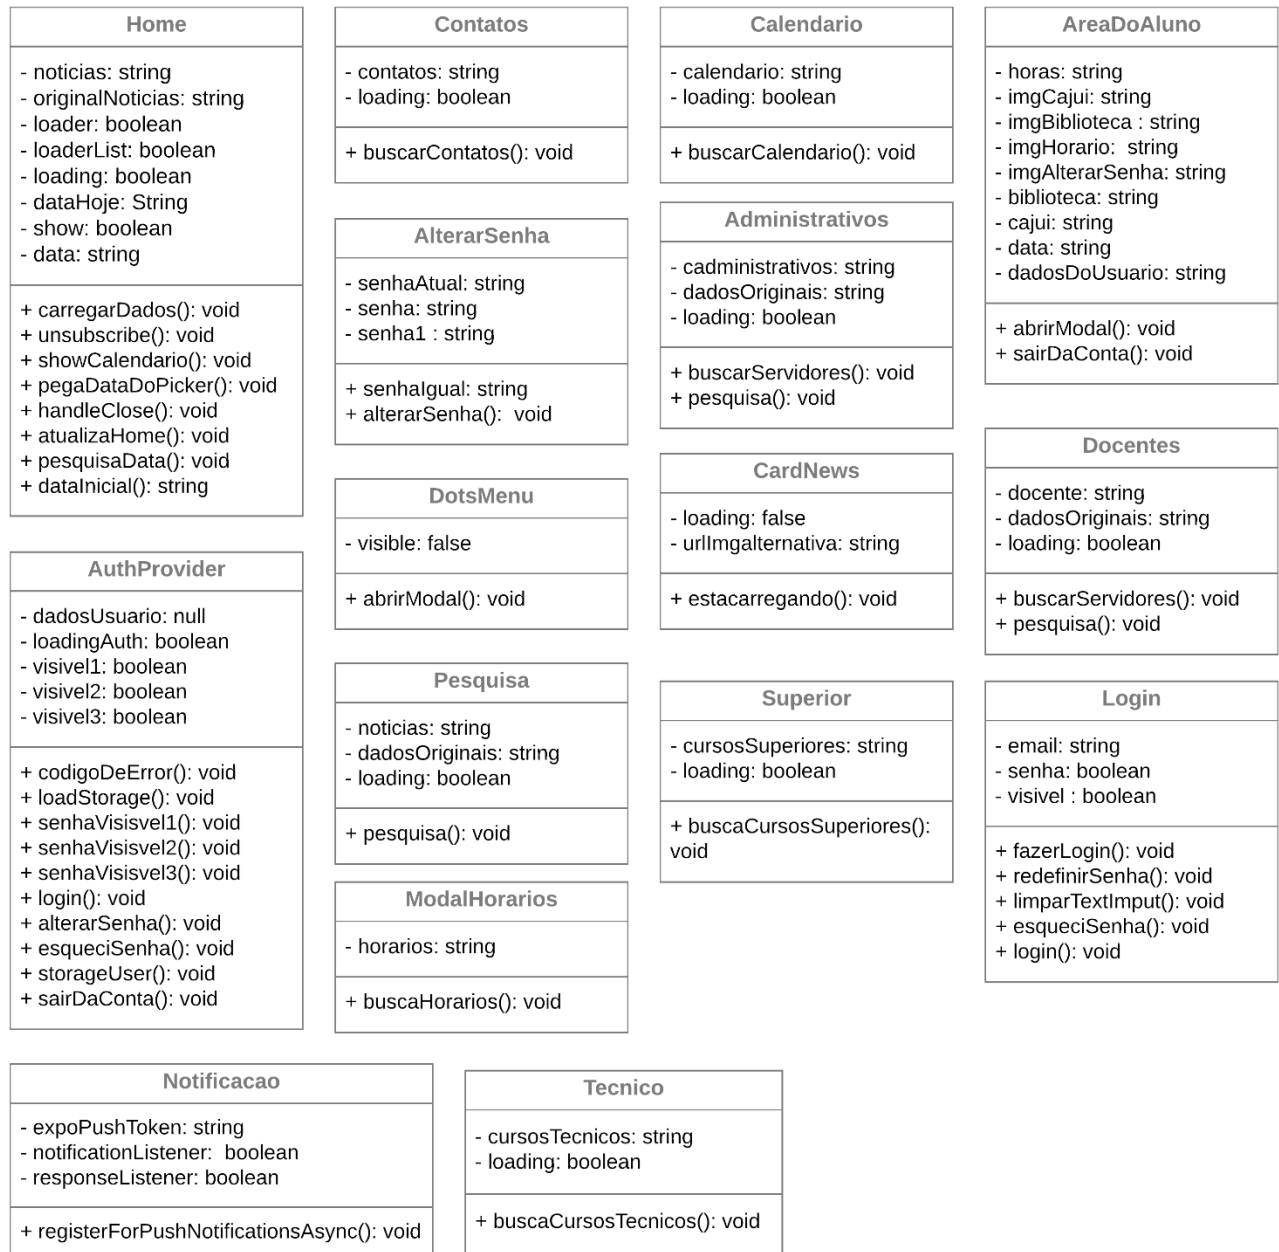 Home
- noticias: string
- originalNoticias: string
- loader: boolean
- loaderList: boolean
- loading: boolean
- dataHoje: String
- show: boolean
- data: string
+ carregarDados(): void
+ unsubscribe(): void
+ showCalendario(): void
+ pegaDataDoPicker(): void
+ handleClose(): void
+ atualizaHome(): void
+ pesquisaData(): void
+ dataInicial(): string
Contatos
- contatos: string
- loading: boolean
+ buscarContatos(): void
Calendario
- calendario: string
- loading: boolean
+ buscarCalendario(): void
AreaDoAluno
- horas: string
- imgCajui: string
- imgBiblioteca : string
- imgHorario:  string
- imgAlterarSenha: string
- biblioteca: string
- cajui: string
- data: string
- dadosDoUsuario: string
+ abrirModal(): void
+ sairDaConta(): void
AlterarSenha
- senhaAtual: string
- senha: string
- senha1 : string
+ senhaIgual: string
+ alterarSenha():  void
Administrativos
- cadministrativos: string
- dadosOriginais: string
- loading: boolean
+ buscarServidores(): void
+ pesquisa(): void
Docentes
- docente: string
- dadosOriginais: string
- loading: boolean
+ buscarServidores(): void
+ pesquisa(): void
DotsMenu
- visible: false
+ abrirModal(): void
CardNews
- loading: false
- urlImgalternativa: string
+ estacarregando(): void
AuthProvider
- dadosUsuario: null
- loadingAuth: boolean
- visivel1: boolean
- visivel2: boolean
- visivel3: boolean
+ codigoDeError(): void
+ loadStorage(): void
+ senhaVisisvel1(): void
+ senhaVisisvel2(): void
+ senhaVisisvel3(): void
+ login(): void
+ alterarSenha(): void
+ esqueciSenha(): void
+ storageUser(): void
+ sairDaConta(): void
Pesquisa
- noticias: string
- dadosOriginais: string
- loading: boolean
+ pesquisa(): void
Superior
- cursosSuperiores: string
- loading: boolean
+ buscaCursosSuperiores():
void
Login
- email: string
- senha: boolean
- visivel : boolean
+ fazerLogin(): void
+ redefinirSenha(): void
+ limparTextImput(): void
+ esqueciSenha(): void
+ login(): void
ModalHorarios
- horarios: string
+ buscaHorarios(): void
Notificacao
- expoPushToken: string
- notificationListener:  boolean
- responseListener: boolean
+ registerForPushNotificationsAsync(): void
Tecnico
- cursosTecnicos: string
- loading: boolean
+ buscaCursosTecnicos(): void